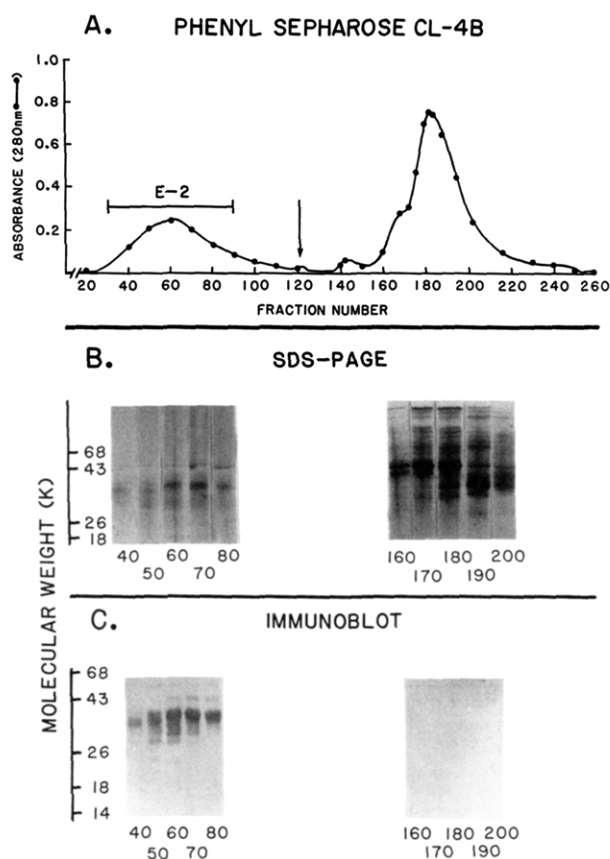 A. PHENYL SEPHAROSE CL-4B
ABSORBANCE (280nm)
1.0
0.8
0.6
0.4
0.2
E-2
20 40 60 80 100 120 140 160 180 200 220 240 260
FRACTION NUMBER
B. SDS-PAGE
MOLECULAR WEIGHT (K)
68
43
26
18
40 60 80
50 70
160 180 200
170 190
C. IMMUNOBLOT
68
43
26
18
14
40 60 80
50 70
160 180 200
170 190